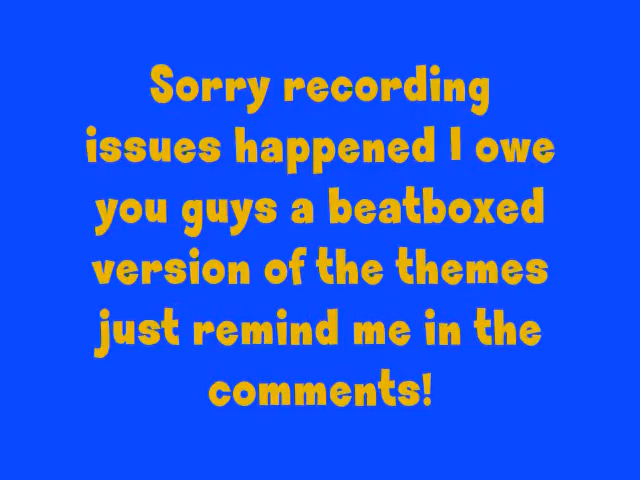 Sorry recording
issues happened I owe
you guys a beatboxed
version of the themes
just remind me in the
comments!